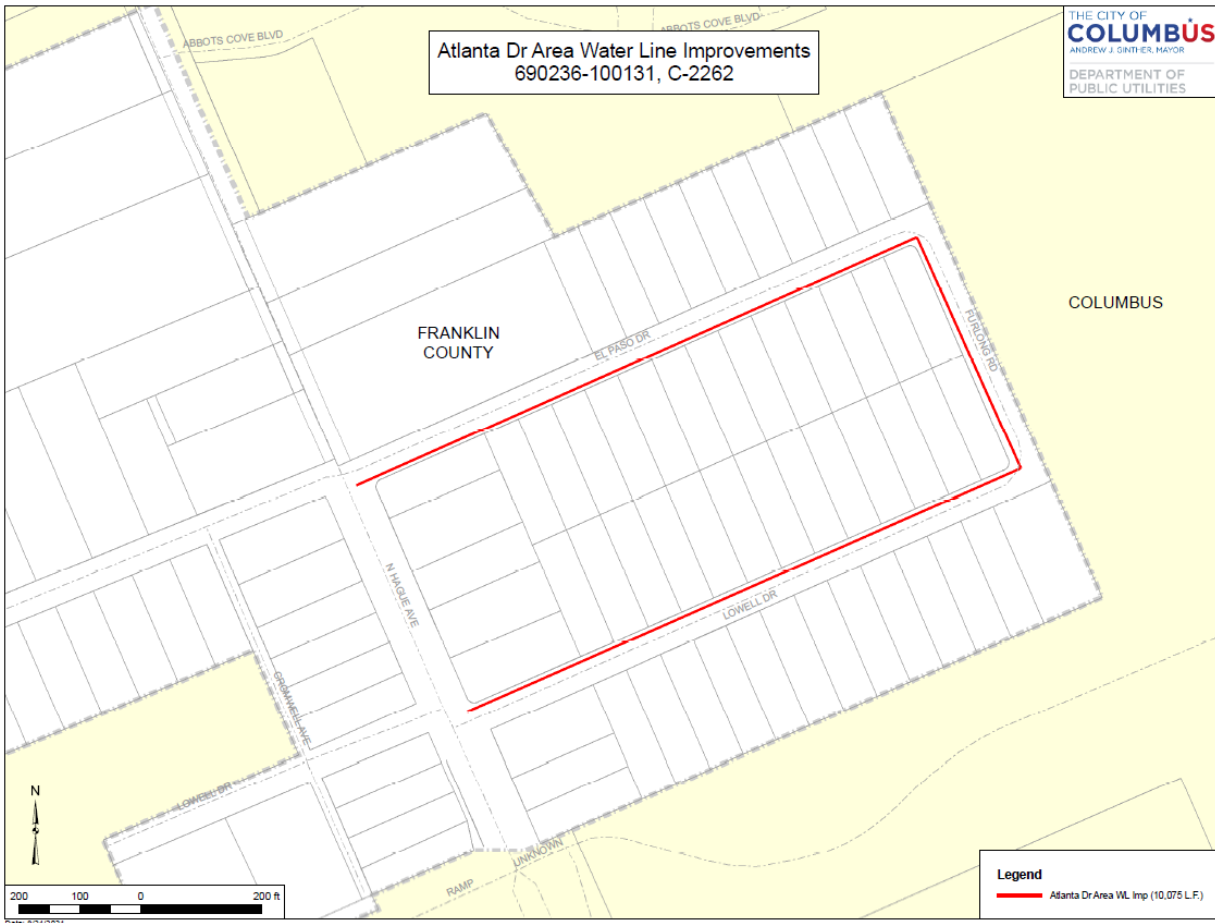 ABBOTS COVE BLVD
ABBOTS COVE BLVD
Atlanta Dr Area Water Line Improvements
690236-100131, C-2262
THE CITY OF
COLUMBUS
ANDREW J. GINTHER, MAYOR
DEPARTMENT OF
PUBLIC UTILITIES
COLUMBUS
FRANKLIN
COUNTY
EL PASO DR
FURLONG RD
N HAGUE AVE
LOWELL DR
CROMWELL AVE
LOWELL DR
UNKNOWN
RAMP
N
200 100 0 200 ft
Legend
Atlanta Dr Area WL Imp (10,075 L.F.)